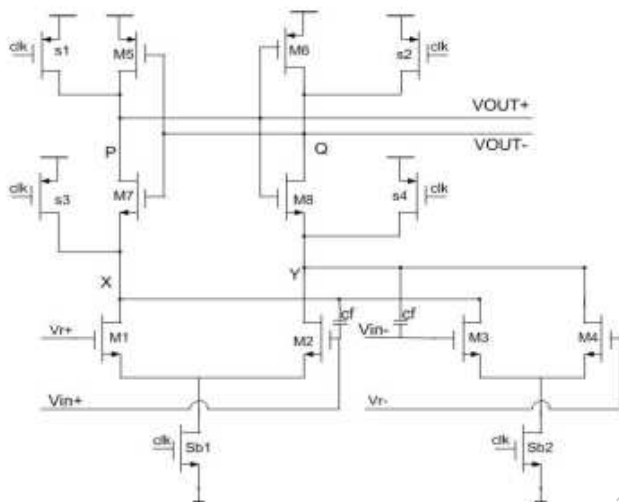 clk s1 M5 M6 s2 clk
VOUT+
P Q VOUT-
clk s3 M7 M8 s4 clk
X Y
cf cf
Vr+ M1 M2 Vin- M3 M4
Vin+ Vr-
clk Sb1 clk Sb2